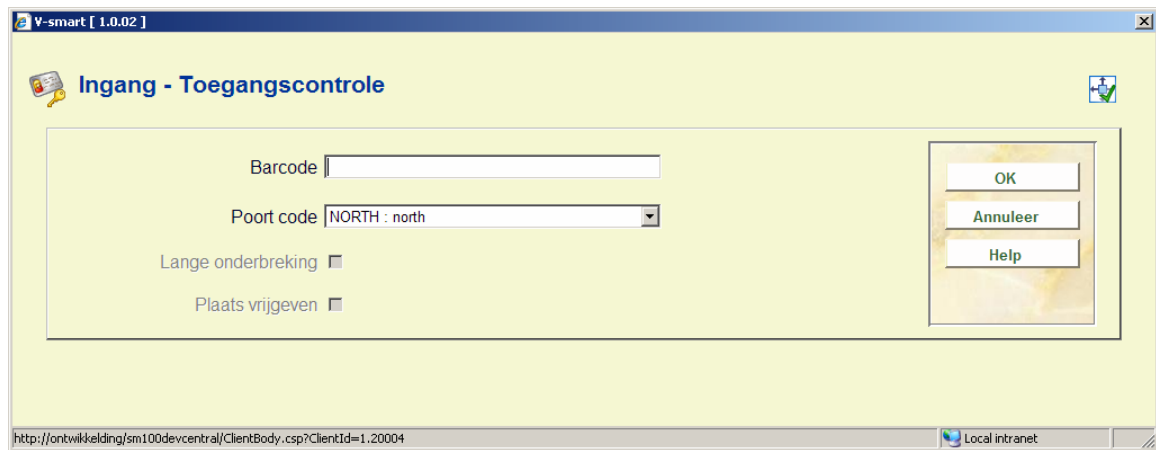 V-smart [ 1.0.02 ]
Ingang - Toegangscontrole
Barcode
Poort code NORTH : north
Lange onderbreking
Plaats vrijgeven
OK
Annuleer
Help
http://ontwikkelding/sm100devcentral/ClientBody.csp?ClientId=1.20004
Local intranet